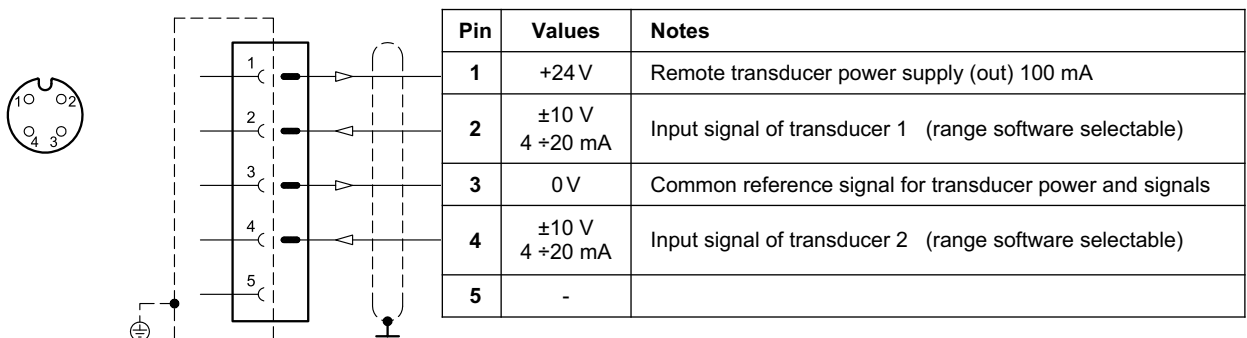 Pin Values Notes
1 +24 V Remote transducer power supply (out) 100 mA
2 ±10 V
4 ÷20 mA Input signal of transducer 1 (range software selectable)
3 0 V Common reference signal for transducer power and signals
4 ±10 V
4 ÷20 mA Input signal of transducer 2 (range software selectable)
5 -
1
2
3
4
5
1 2
4 3